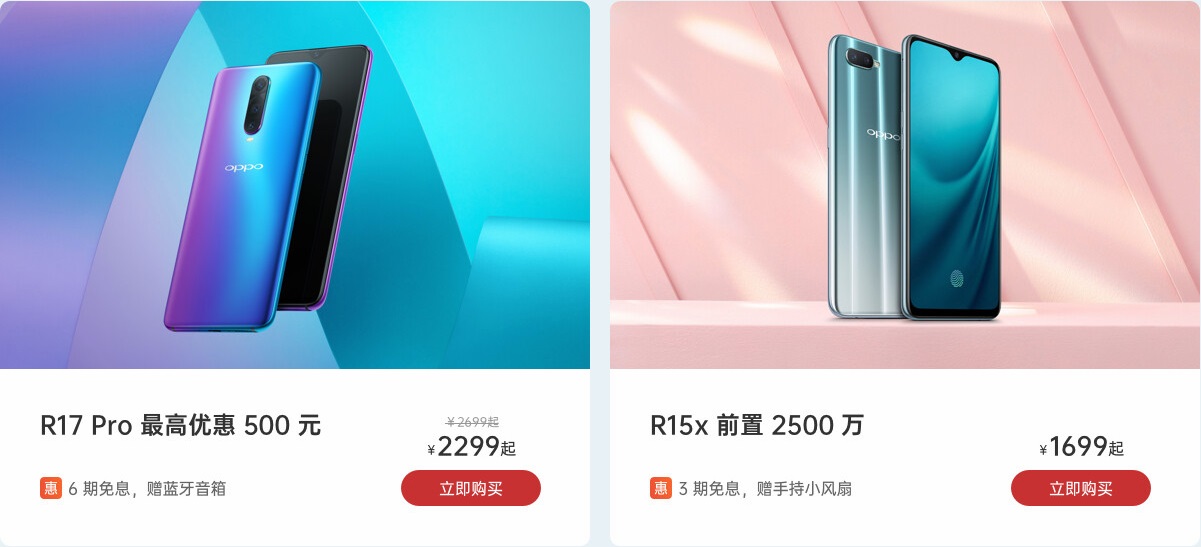 oppo
R17 Pro 最高优惠 500 元
￥2699起
￥2299起
惠 6 期免息，赠蓝牙音箱
立即购买
oppo
R15x 前置 2500 万
￥1699起
惠 3 期免息，赠手持小风扇
立即购买